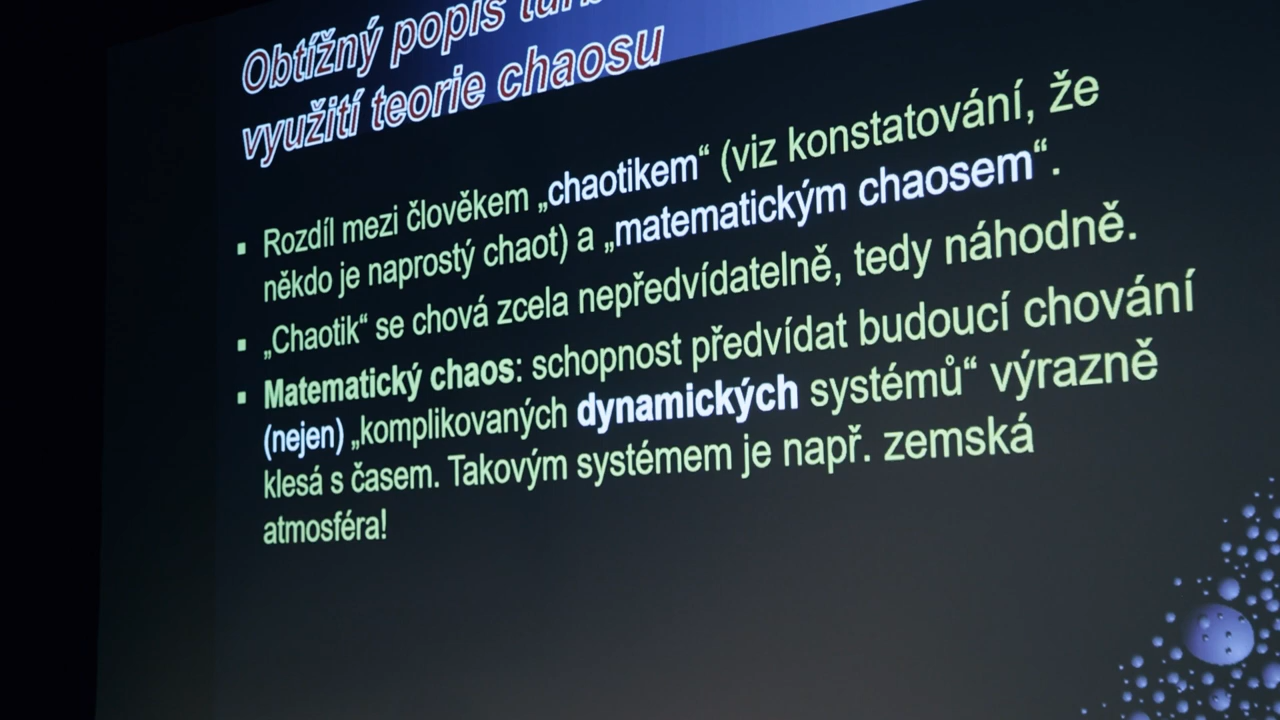 Obtížný popis
využití teorie chaosu
▪ Rozdíl mezi člověkem „chaotikem“ (viz konstatování, že
někdo je naprostý chaot) a „matematickým chaosem“.
▪ „Chaotik“ se chová zcela nepředvídatelně, tedy náhodně.
▪ Matematický chaos: schopnost předvídat budoucí chování
(nejen) „komplikovaných dynamických systémů“ výrazně
klesá s časem. Takovým systémem je např. zemská
atmosféra!